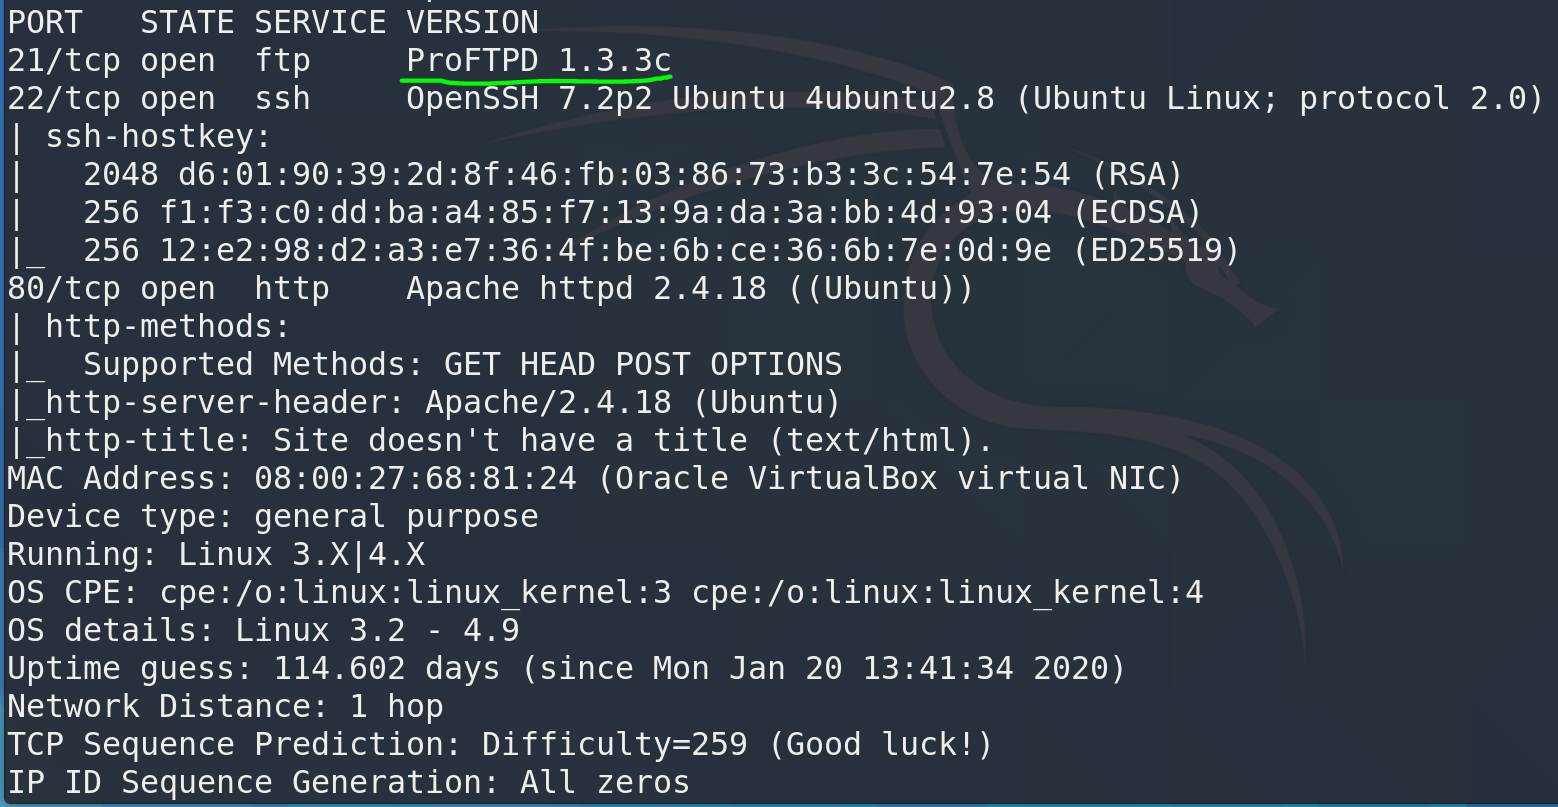 PORT   STATE SERVICE VERSION
21/tcp open  ftp     ProFTPD 1.3.3c
22/tcp open  ssh     OpenSSH 7.2p2 Ubuntu 4ubuntu2.8 (Ubuntu Linux; protocol 2.0)
| ssh-hostkey:
|   2048 d6:01:90:39:2d:8f:46:fb:03:86:73:b3:3c:54:7e:54 (RSA)
|   256 f1:f3:c0:dd:ba:a4:85:f7:13:9a:da:3a:bb:4d:93:04 (ECDSA)
|_  256 12:e2:98:d2:a3:e7:36:4f:be:6b:ce:36:6b:7e:0d:9e (ED25519)
80/tcp open  http    Apache httpd 2.4.18 ((Ubuntu))
| http-methods:
|_  Supported Methods: GET HEAD POST OPTIONS
|_http-server-header: Apache/2.4.18 (Ubuntu)
|_http-title: Site doesn't have a title (text/html).
MAC Address: 08:00:27:68:81:24 (Oracle VirtualBox virtual NIC)
Device type: general purpose
Running: Linux 3.X|4.X
OS CPE: cpe:/o:linux:linux_kernel:3 cpe:/o:linux:linux_kernel:4
OS details: Linux 3.2 - 4.9
Uptime guess: 114.602 days (since Mon Jan 20 13:41:34 2020)
Network Distance: 1 hop
TCP Sequence Prediction: Difficulty=259 (Good luck!)
IP ID Sequence Generation: All zeros